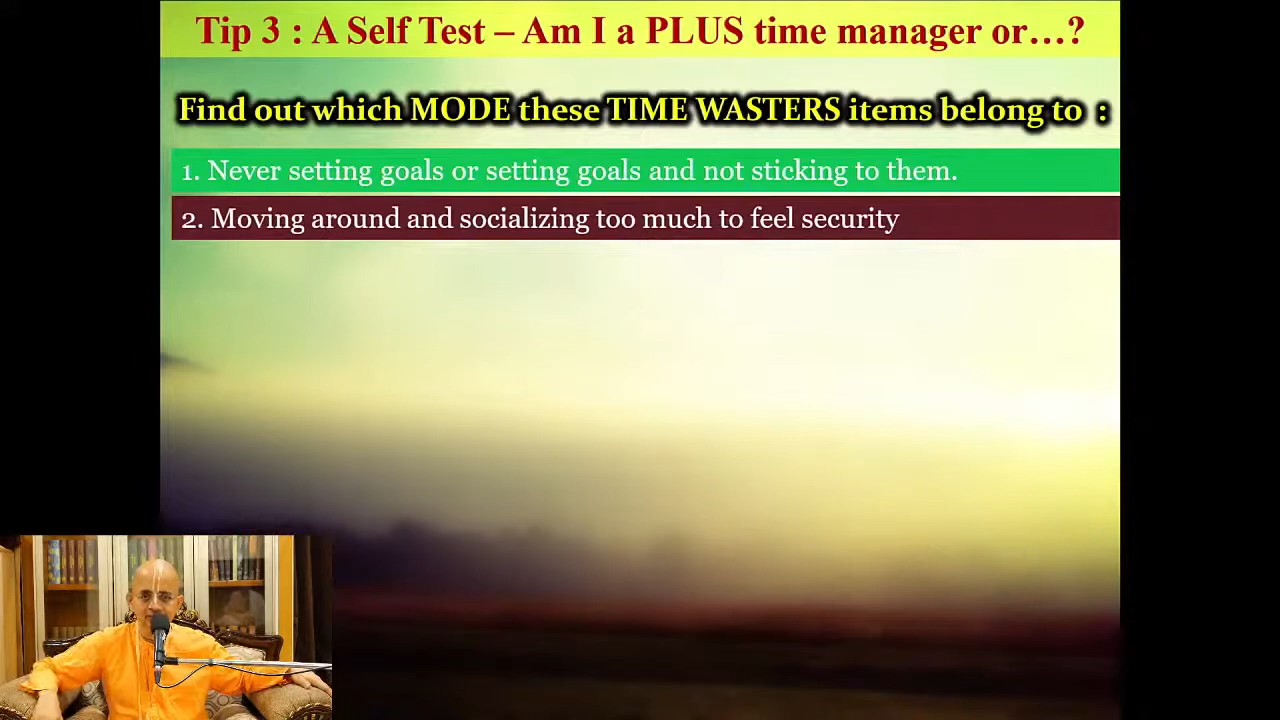 Tip 3 : A Self Test – Am I a PLUS time manager or…?
Find out which MODE these TIME WASTERS items belong to :
1. Never setting goals or setting goals and not sticking to them.
2. Moving around and socializing too much to feel security